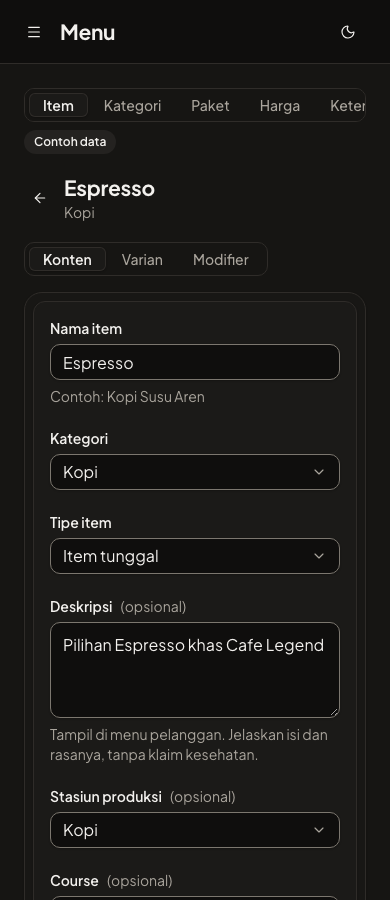 Menu
Item Kategori Paket Harga
Contoh data
Espresso
Kopi
Konten Varian Modifier
Nama item
Espresso
Contoh: Kopi Susu Aren
Kategori
Kopi
Tipe item
Item tunggal
Deskripsi (opsional)
Pilihan Espresso khas Cafe Legend
Tampil di menu pelanggan. Jelaskan isi dan
rasanya, tanpa klaim kesehatan.
Stasiun produksi (opsional)
Kopi
Course (opsional)